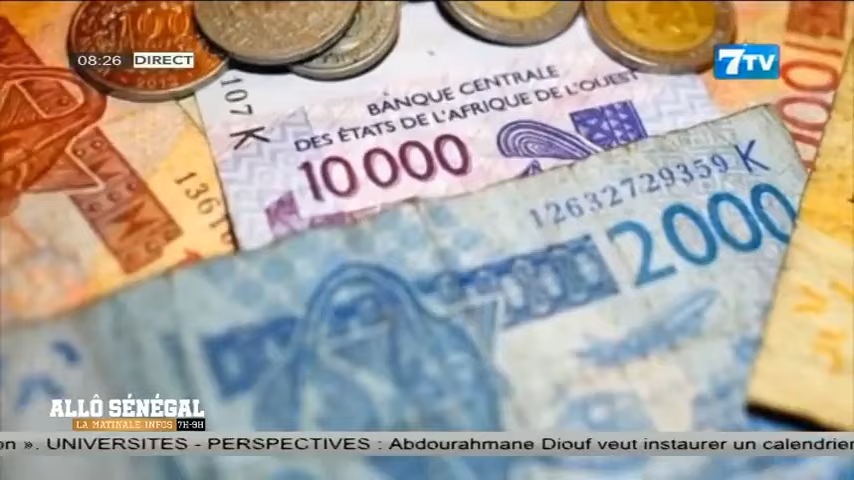 08:26 DIRECT
7TV
107 K
BANQUE CENTRALE
DES ÉTATS DE L'AFRIQUE DE L'OUEST
10 000
1361
12632729359 K
2000
ALLÔ SÉNÉGAL
LA MATINALE INFOS 7H-9H
on ». UNIVERSITES - PERSPECTIVES : Abdourahmane Diouf veut instaurer un calendrier